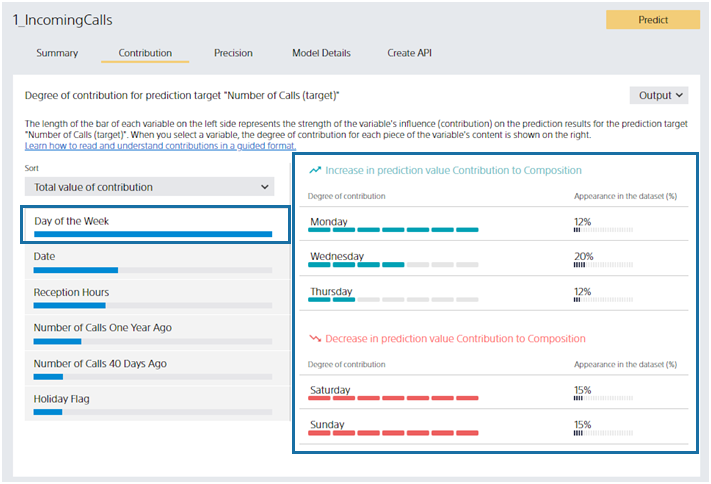 1_IncomingCalls
Predict
Summary
Contribution
Precision
Model Details
Create API
Degree of contribution for prediction target "Number of Calls (target)"
Output
The length of the bar of each variable on the left side represents the strength of the variable's influence (contribution) on the prediction results for the prediction target
"Number of Calls (target)". When you select a variable, the degree of contribution for each piece of the variable's content is shown on the right.
Learn how to read and understand contributions in a guided format.
Sort
Total value of contribution
Day of the Week
Date
Reception Hours
Number of Calls One Year Ago
Number of Calls 40 Days Ago
Holiday Flag
Increase in prediction value Contribution to Composition
Degree of contribution
Appearance in the dataset (%)
Monday
12%
Wednesday
20%
Thursday
12%
Decrease in prediction value Contribution to Composition
Degree of contribution
Appearance in the dataset (%)
Saturday
15%
Sunday
15%